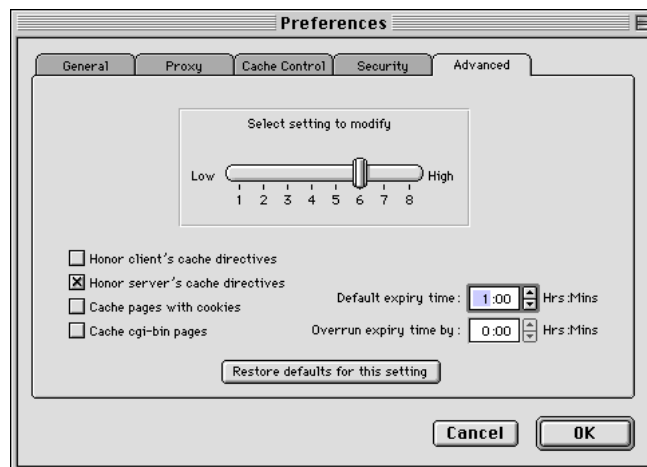 Preferences
General Proxy Cache Control Security Advanced
Select setting to modify
Low High
1 2 3 4 5 6 7 8
Honor client's cache directives
Honor server's cache directives
Cache pages with cookies
Cache cgi-bin pages
Default expiry time: 1:00 Hrs:Mins
Overrun expiry time by: 0:00 Hrs:Mins
Restore defaults for this setting
Cancel OK